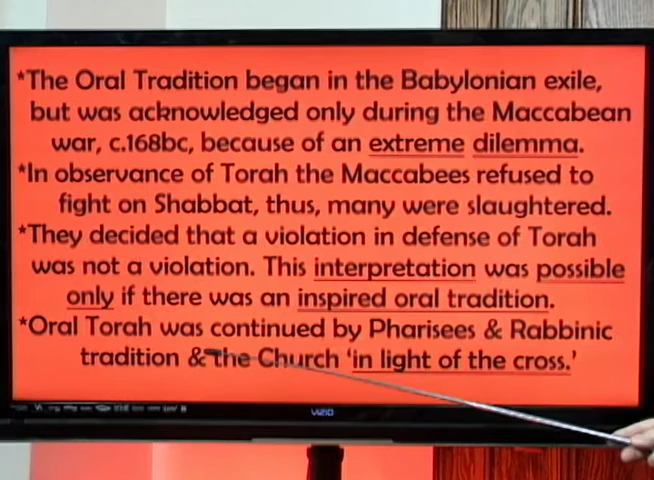 *The Oral Tradition began in the Babylonian exile,
but was acknowledged only during the Maccabean
war, c.168bc, because of an extreme dilemma.
*In observance of Torah the Maccabees refused to
fight on Shabbat, thus, many were slaughtered.
*They decided that a violation in defense of Torah
was not a violation. This interpretation was possible
only if there was an inspired oral tradition.
*Oral Torah was continued by Pharisees & Rabbinic
tradition & the Church 'in light of the cross.'
VIZIO